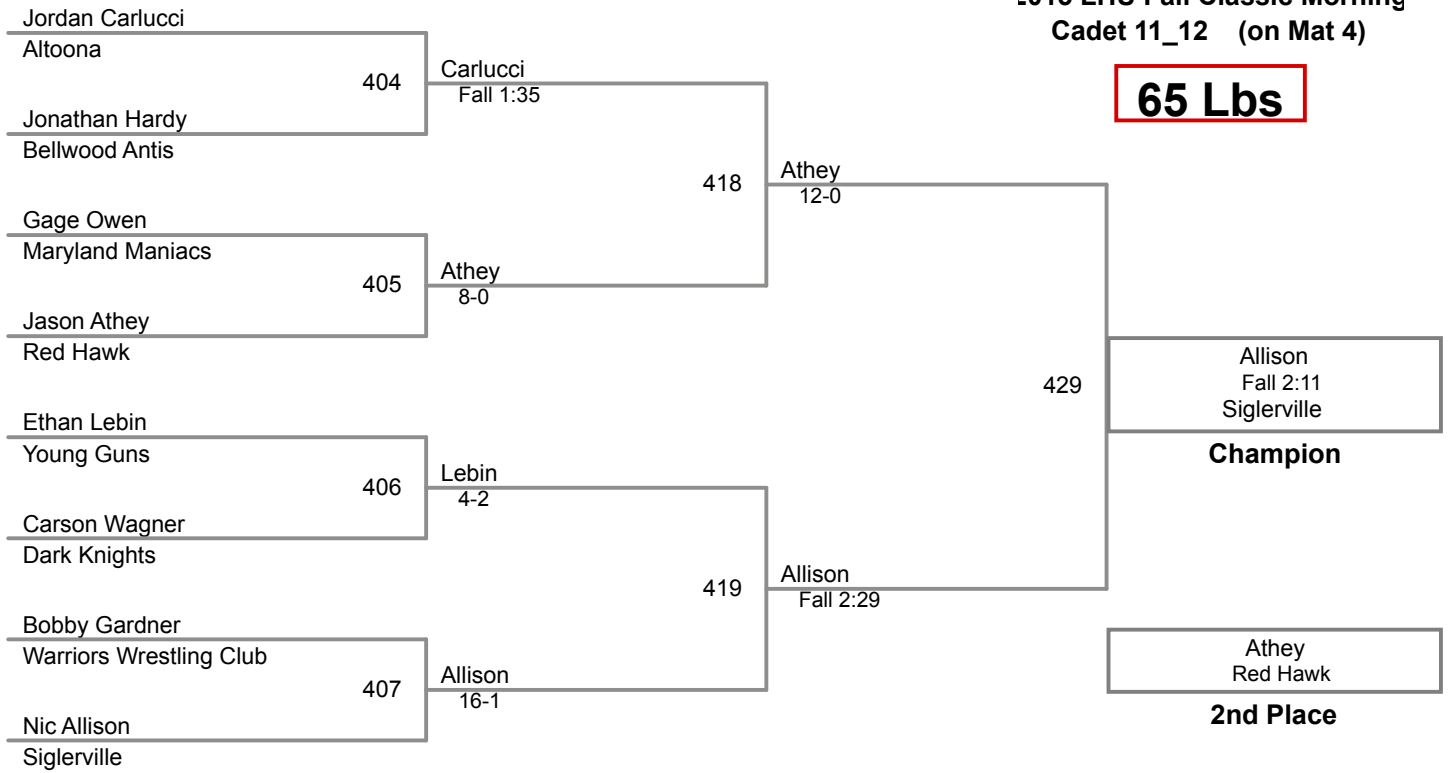 LHS Fall Classic Morning
Cadet 11_12 (on Mat 4)
65 Lbs
Jordan Carlucci
Altoona
404
Jonathan Hardy
Bellwood Antis
Carlucci
Fall 1:35
Gage Owen
Maryland Maniacs
405
Jason Athey
Red Hawk
Athey
8-0
418
Athey
12-0
Ethan Lebin
Young Guns
406
Carson Wagner
Dark Knights
Lebin
4-2
Bobby Gardner
Warriors Wrestling Club
407
Nic Allison
Siglerville
Allison
16-1
419
Allison
Fall 2:29
429
Allison
Fall 2:11
Siglerville
Champion
Athey
Red Hawk
2nd Place